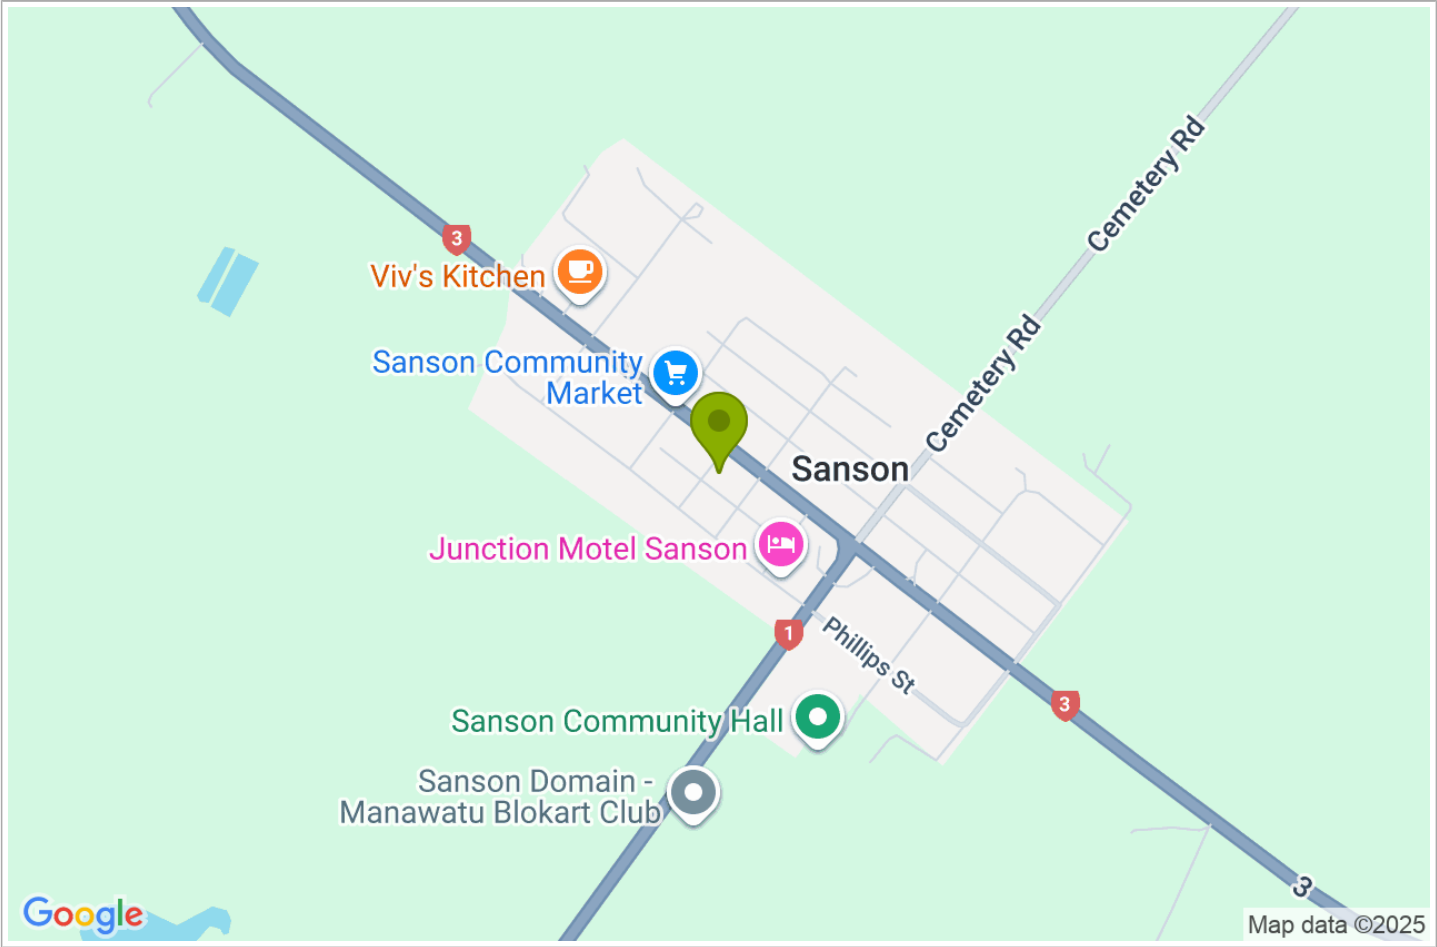 Cemetery Rd
3
Viv's Kitchen
Cemetery Rd
Sanson Community
Market
Sanson
Junction Motel Sanson
1
Phillips St
3
Sanson Community Hall
Sanson Domain -
Manawatu Blokart Club
3
Google
Map data ©2025